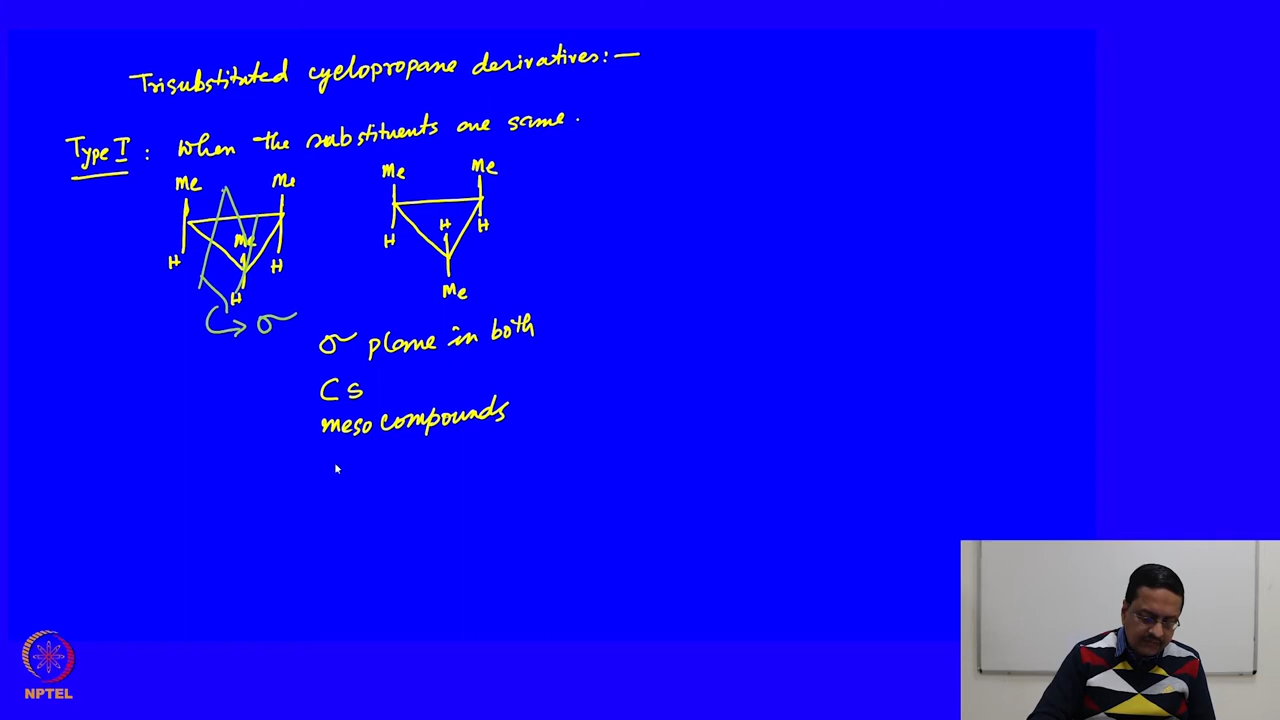 Trisubstituted cyclopropane derivatives:—
Type I : When the substituents are same.
Me Me Me Me
H Me H H H H
H Me
σ
σ plane in both
Cs
meso compounds
NPTEL